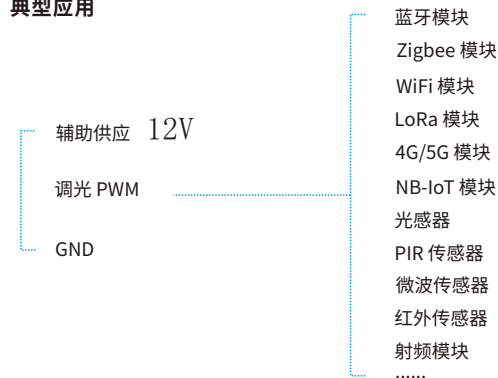 典型应用
辅助供应 12V
调光 PWM
GND
蓝牙模块
Zigbee 模块
WiFi 模块
LoRa 模块
4G/5G 模块
NB-IoT 模块
光感器
PIR 传感器
微波传感器
红外传感器
射频模块
......